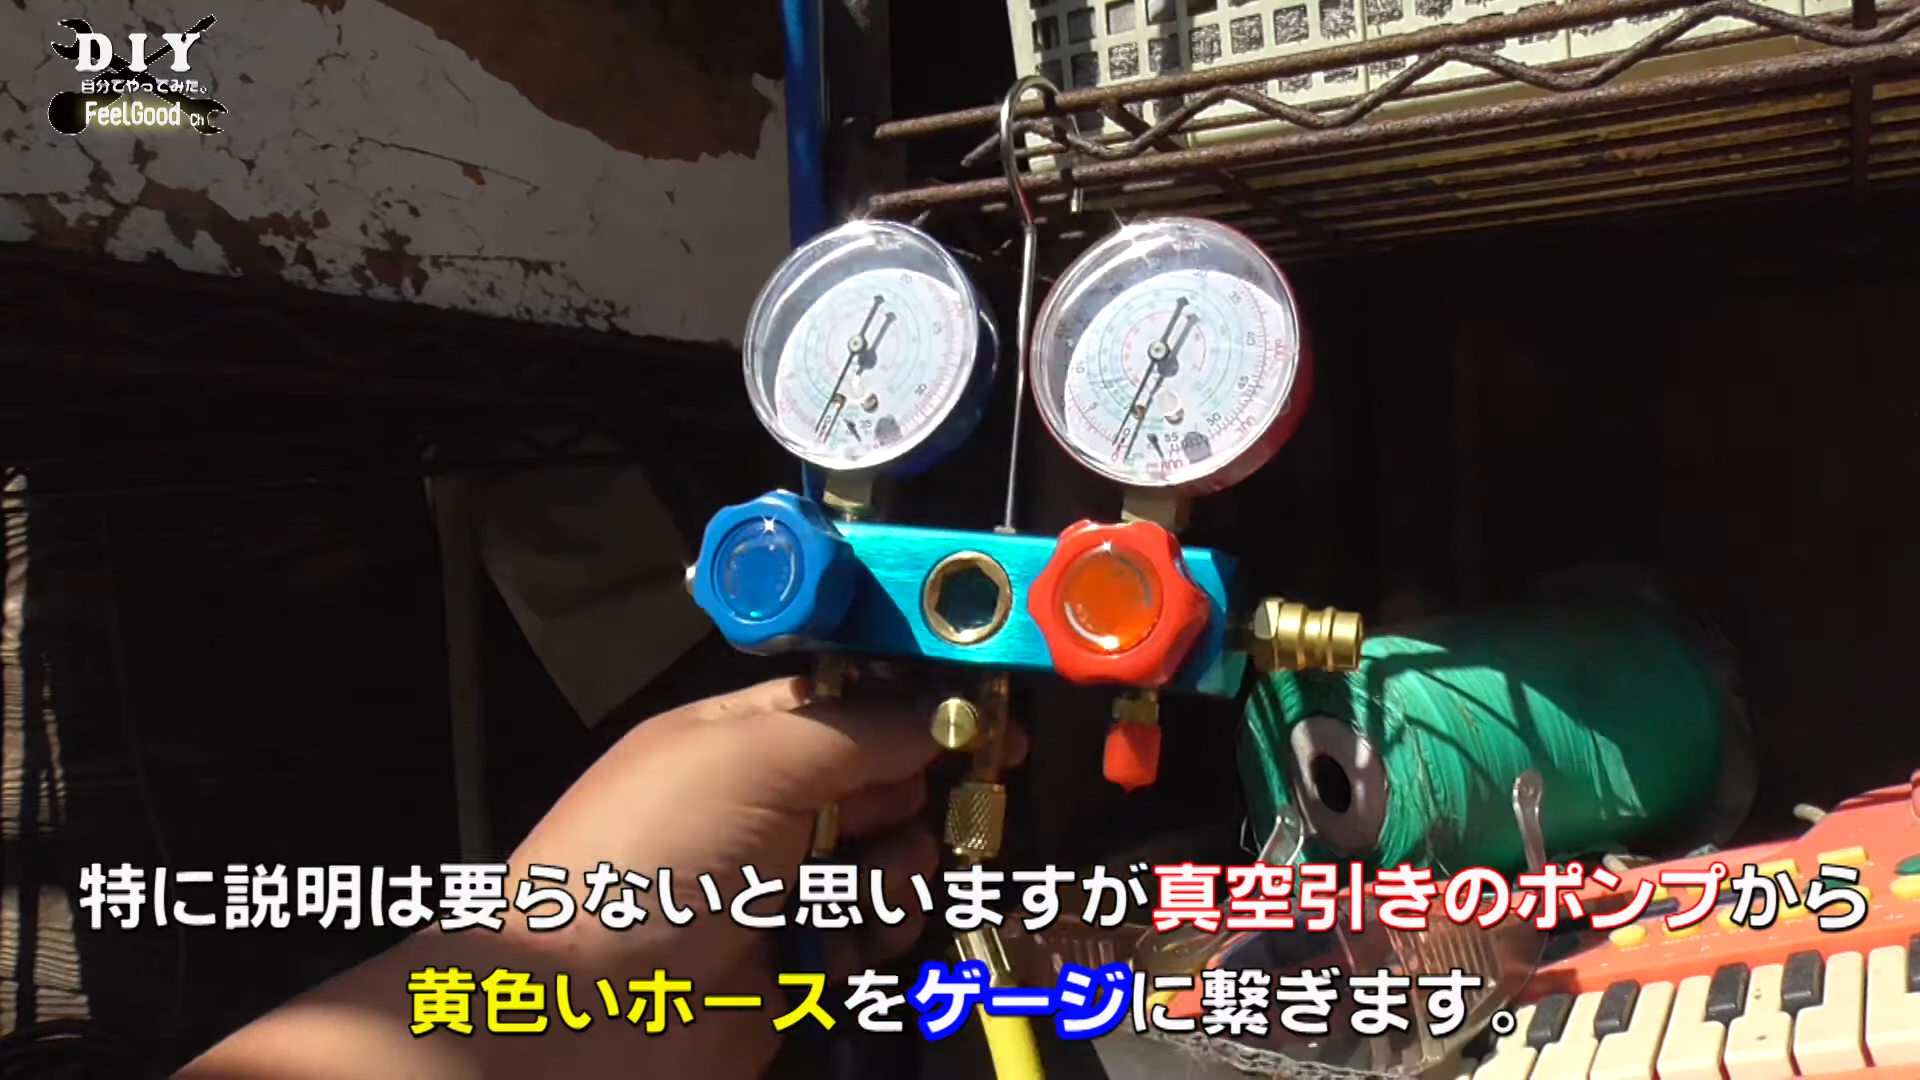 DIY
自分でやってみた。
FeelGood ch
特に説明は要らないと思いますが真空引きのポンプから
黄色いホースをゲージに繋ぎます。